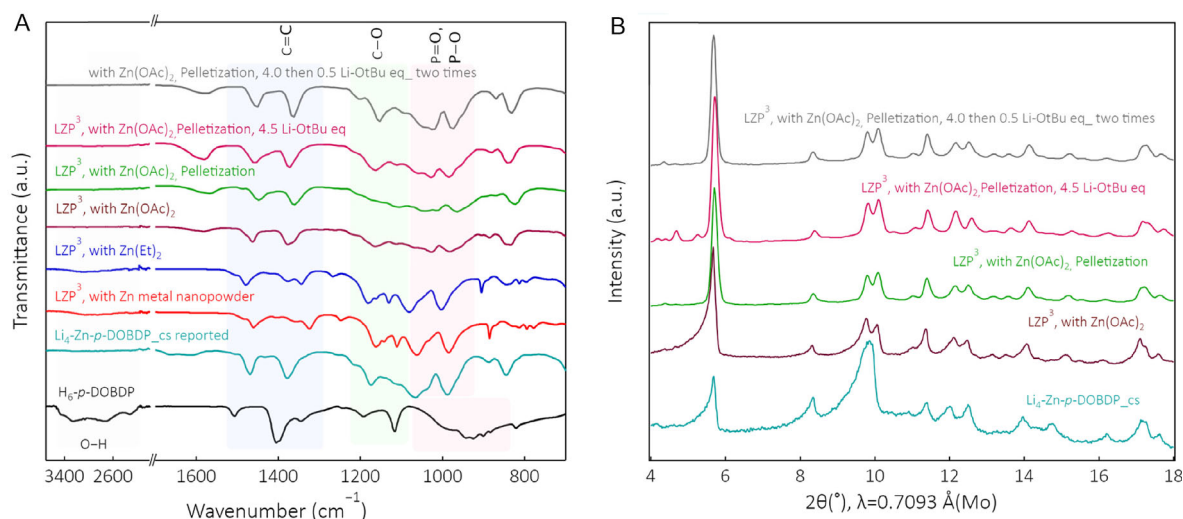 A
C=C
C−O
P=O,
P−O
with Zn(OAc)2, Pelletization, 4.0 then 0.5 Li-OtBu eq_ two times
LZP3, with Zn(OAc)2, Pelletization, 4.5 Li-OtBu eq
LZP3, with Zn(OAc)2, Pelletization
LZP3, with Zn(OAc)2
LZP3, with Zn(Et)2
LZP3, with Zn metal nanopowder
Li4-Zn-p-DOBDP_cs reported
H6-p-DOBDP
O−H
Transmittance (a.u.)
3400 2600 1600 1400 1200 1000 800
Wavenumber (cm−1)
B
LZP3, with Zn(OAc)2, Pelletization, 4.0 then 0.5 Li-OtBu eq_ two times
LZP3, with Zn(OAc)2, Pelletization, 4.5 Li-OtBu eq
LZP3, with Zn(OAc)2, Pelletization
LZP3, with Zn(OAc)2
Li4-Zn-p-DOBDP_cs
Intensity (a.u.)
4 6 8 10 12 14 16 18
2θ(°), λ=0.7093 Å(Mo)